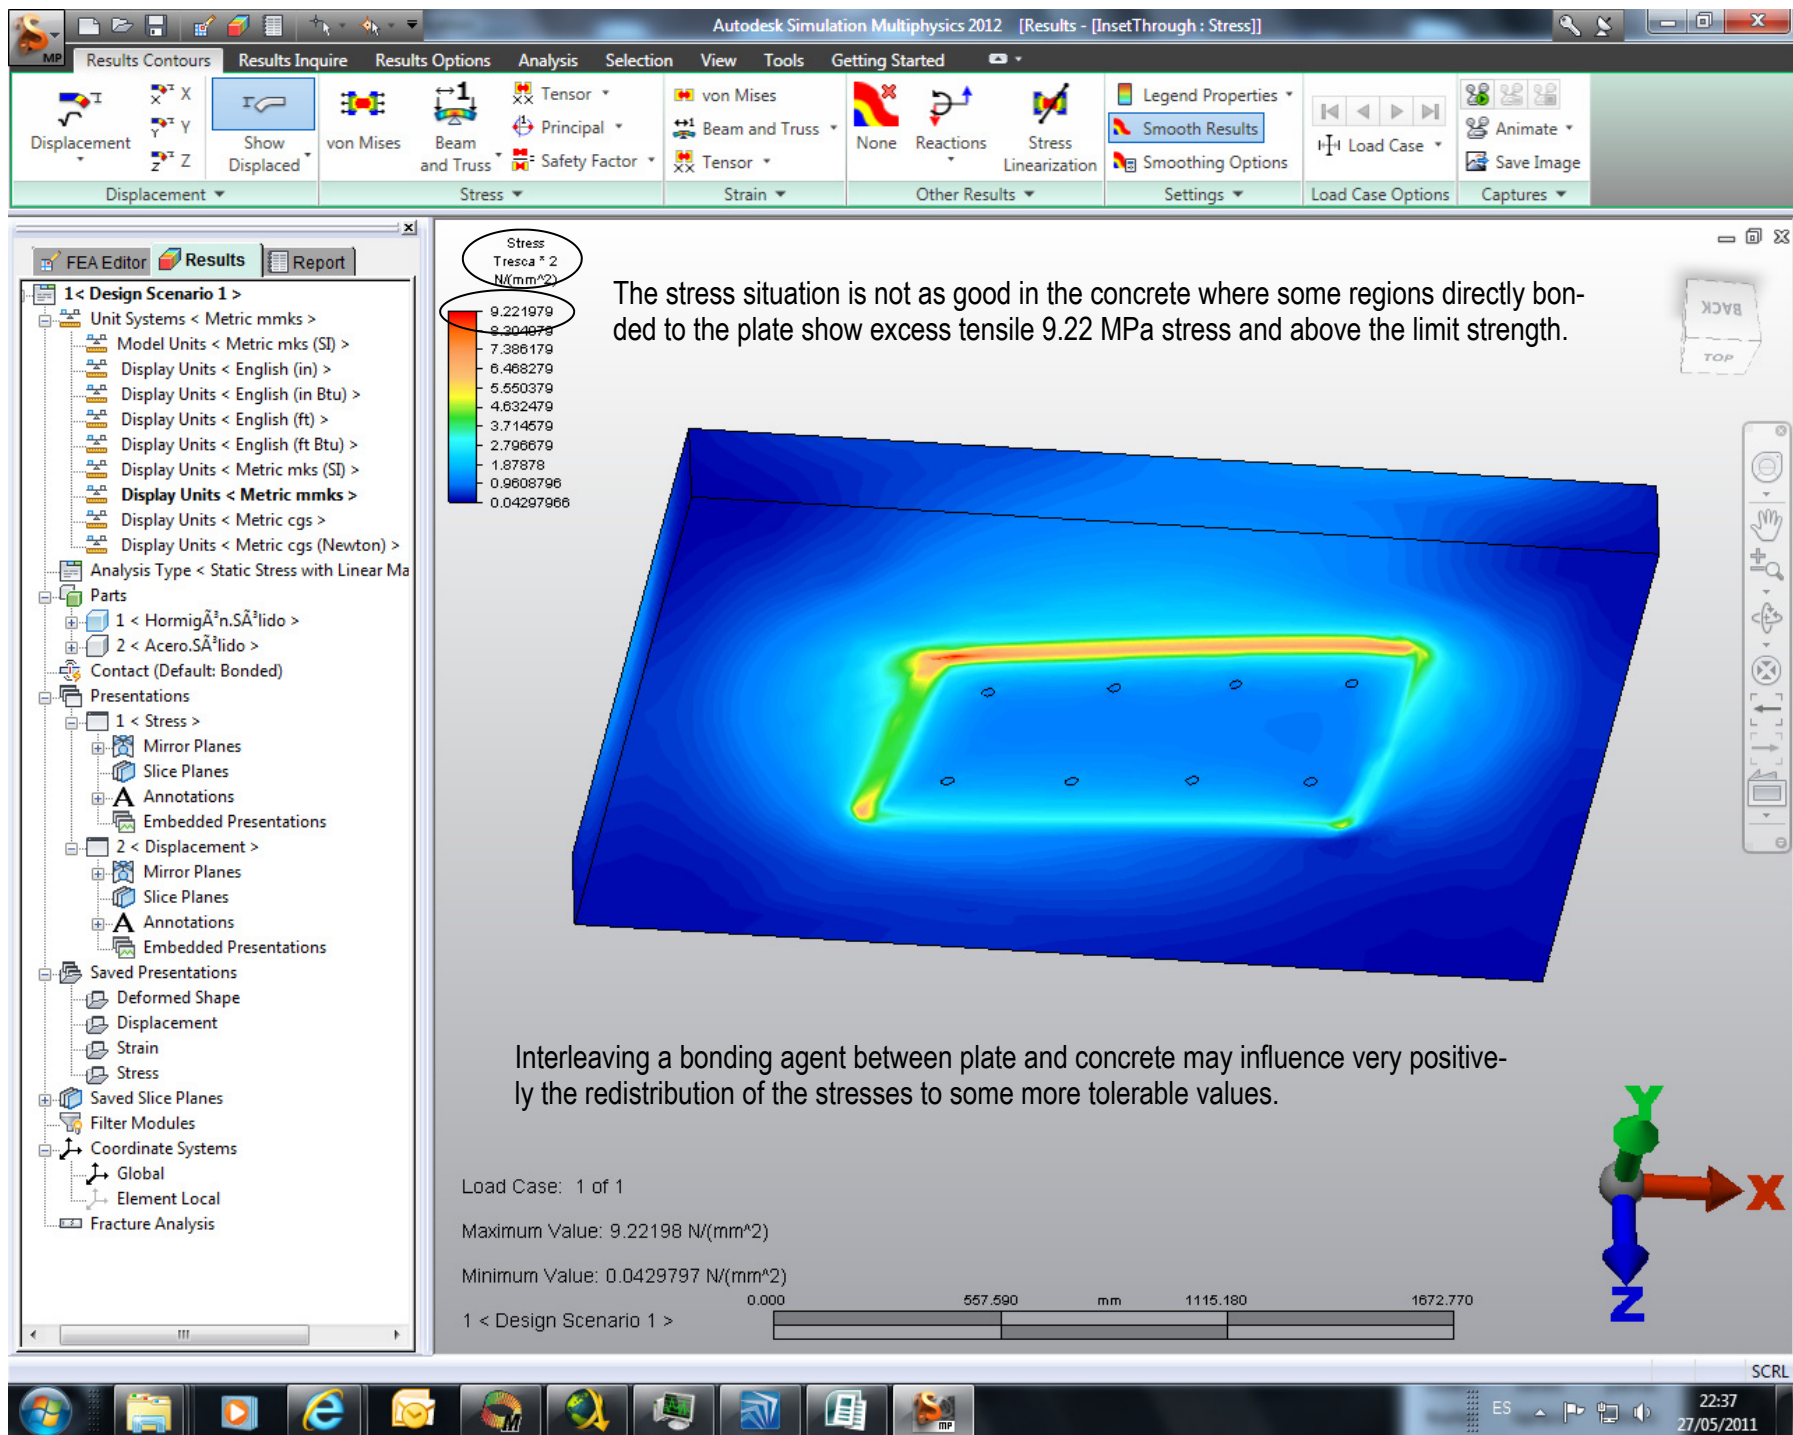 Autodesk Simulation Multiphysics 2012 [Results - [InsetThrough : Stress]]
MP
Results Contours Results Inquire Results Options Analysis Selection View Tools Getting Started
Displacement
X
Y
Z
Show Displaced
von Mises
Beam and Truss
Tensor
Principal
Safety Factor
von Mises
Beam and Truss
Tensor
None
Reactions
Stress Linearization
Legend Properties
Smooth Results
Smoothing Options
Load Case
Animate
Save Image
Displacement Stress Strain Other Results Settings Load Case Options Captures
FEA Editor Results Report
1< Design Scenario 1 >
Unit Systems < Metric mmks >
Model Units < Metric mks (SI) >
Display Units < English (in) >
Display Units < English (in Btu) >
Display Units < English (ft) >
Display Units < English (ft Btu) >
Display Units < Metric mks (SI) >
Display Units < Metric mmks >
Display Units < Metric cgs >
Display Units < Metric cgs (Newton) >
Analysis Type < Static Stress with Linear Ma
Parts
1 < HormigÃ³n.SÃ³lido >
2 < Acero.SÃ³lido >
Contact (Default: Bonded)
Presentations
1 < Stress >
Mirror Planes
Slice Planes
Annotations
Embedded Presentations
2 < Displacement >
Mirror Planes
Slice Planes
Annotations
Embedded Presentations
Saved Presentations
Deformed Shape
Displacement
Strain
Stress
Saved Slice Planes
Filter Modules
Coordinate Systems
Global
Element Local
Fracture Analysis
Stress
Tresca * 2
N/(mm^2)
9.221979
8.304079
7.386179
6.468279
5.550379
4.632479
3.714579
2.796679
1.87878
0.9608796
0.04297966
The stress situation is not as good in the concrete where some regions directly bon-
ded to the plate show excess tensile 9.22 MPa stress and above the limit strength.
BACK
TOP
Interleaving a bonding agent between plate and concrete may influence very positive-
ly the redistribution of the stresses to some more tolerable values.
Load Case: 1 of 1
Maximum Value: 9.22198 N/(mm^2)
Minimum Value: 0.0429797 N/(mm^2)
1 < Design Scenario 1 >
0.000 557.590 mm 1115.180 1672.770
Y
X
Z
SCRL
ES
22:37
27/05/2011